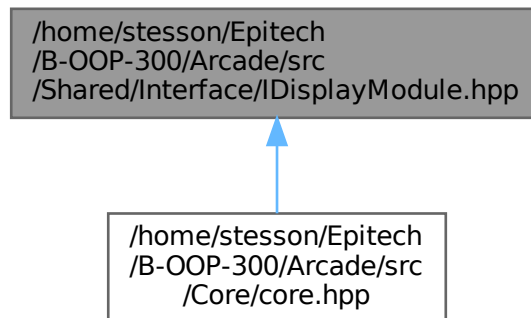 /home/stesson/Epitech
/B-OOP-300/Arcade/src
/Shared/Interface/IDisplayModule.hpp
/home/stesson/Epitech
/B-OOP-300/Arcade/src
/Core/core.hpp